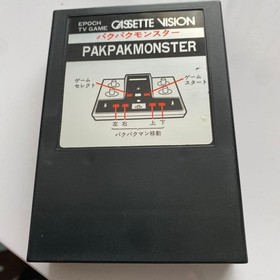 EPOCH CASSETTE VISION
TV GAME
パクパクモンスター
PAKPAKMONSTER
ゲーム ゲーム
セレクト スタート
左 右 上 下
パクパクマン移動